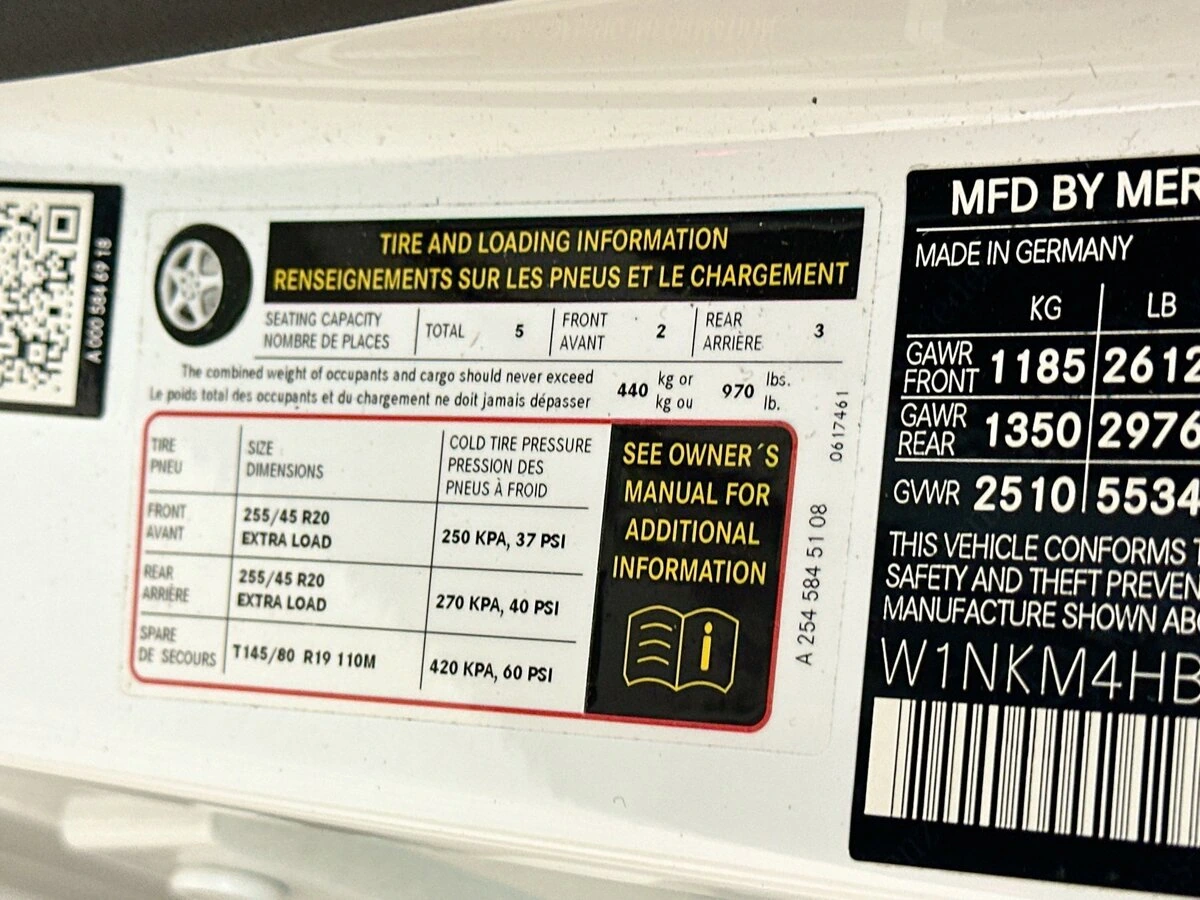 A 000 584 69 18
TIRE AND LOADING INFORMATION
RENSEIGNEMENTS SUR LES PNEUS ET LE CHARGEMENT
SEATING CAPACITY
NOMBRE DE PLACES
TOTAL 5
FRONT
AVANT
2
REAR
ARRIÈRE
3
The combined weight of occupants and cargo should never exceed
Le poids total des occupants et du chargement ne doit jamais dépasser
440
kg or
kg ou
970
lbs.
lb.
TIRE
PNEU
SIZE
DIMENSIONS
COLD TIRE PRESSURE
PRESSION DES
PNEUS À FROID
FRONT
AVANT
255/45 R20
EXTRA LOAD
250 KPA, 37 PSI
REAR
ARRIÈRE
255/45 R20
EXTRA LOAD
270 KPA, 40 PSI
SPARE
DE SECOURS
T145/80 R19 110M
420 KPA, 60 PSI
SEE OWNER´S
MANUAL FOR
ADDITIONAL
INFORMATION
i
0617461
A 254 584 51 08
MFD BY MER
MADE IN GERMANY
KG LB
GAWR
FRONT
1185 2612
GAWR
REAR
1350 2976
GVWR 2510 5534
THIS VEHICLE CONFORMS T
SAFETY AND THEFT PREVEN
MANUFACTURE SHOWN ABO
W1NKM4HB